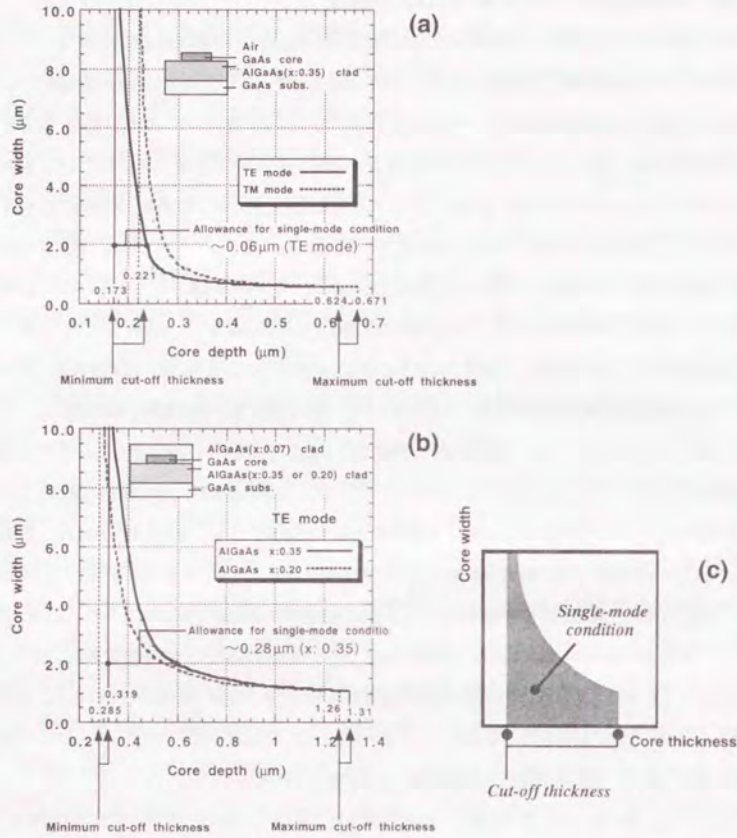 (a)
10.0
8.0
6.0
4.0
2.0
0.0
Core width (μm)
Air
GaAs core
AlGaAs(x:0.35) clad
GaAs subs.
TE mode
TM mode
Allowance for single-mode condition
~0.06μm (TE mode)
0.221
0.173
0.624
0.671
0.1 0.2 0.3 0.4 0.5 0.6 0.7
Core depth (μm)
Minimum cut-off thickness
Maximum cut-off thickness
(b)
10.0
8.0
6.0
4.0
2.0
0.0
Core width (μm)
AlGaAs(x:0.07) clad
GaAs core
AlGaAs(x:0.35 or 0.20) clad
GaAs subs.
TE mode
AlGaAs x:0.35
AlGaAs x:0.20
Allowance for single-mode conditio
~0.28μm (x: 0.35)
0.319
0.285
1.26
1.31
0.2 0.4 0.6 0.8 1.0 1.2 1.4
Core depth (μm)
Minimum cut-off thickness
Maximum cut-off thickness
(c)
Core width
Single-mode
condition
Core thickness
Cut-off thickness